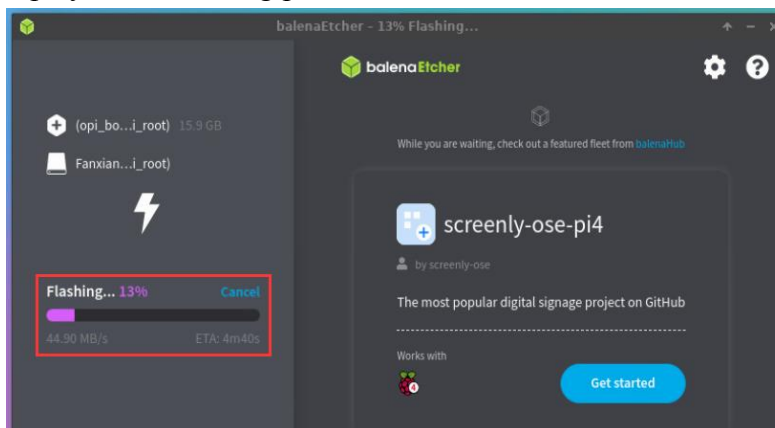 balenaEtcher - 13% Flashing...
balenaEtcher
(opi_bo...i_root) 15.9 GB
Fanxian...i_root)
While you are waiting, check out a featured fleet from balenaHub
screenly-ose-pi4
by screenly-ose
Flashing... 13% Cancel
44.90 MB/s ETA: 4m40s
The most popular digital signage project on GitHub
Works with
4
Get started